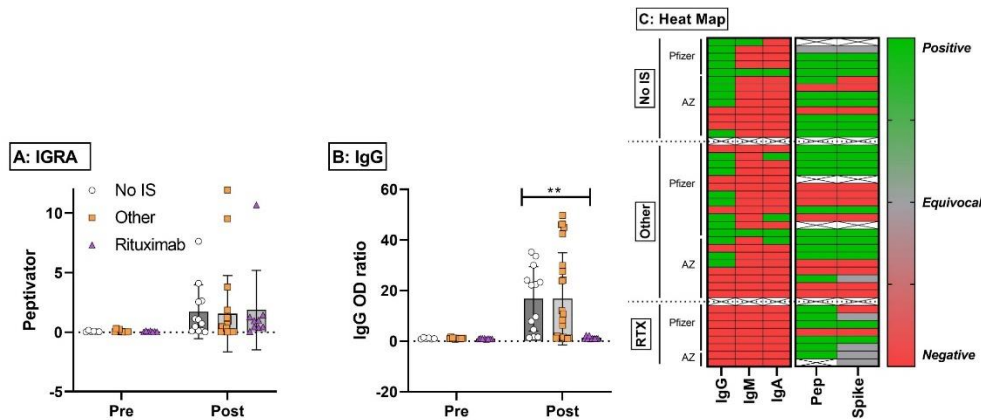 A: IGRA
Peptivator
10
5
0
-5
No IS
Other
Rituximab
Pre
Post
B: IgG
IgG OD ratio
60
40
20
0
-20
**
Pre
Post
C: Heat Map
No IS
Pfizer
AZ
Other
Pfizer
AZ
RTX
Pfizer
AZ
IgG
IgM
IgA
Pep
Spike
Positive
Equivocal
Negative